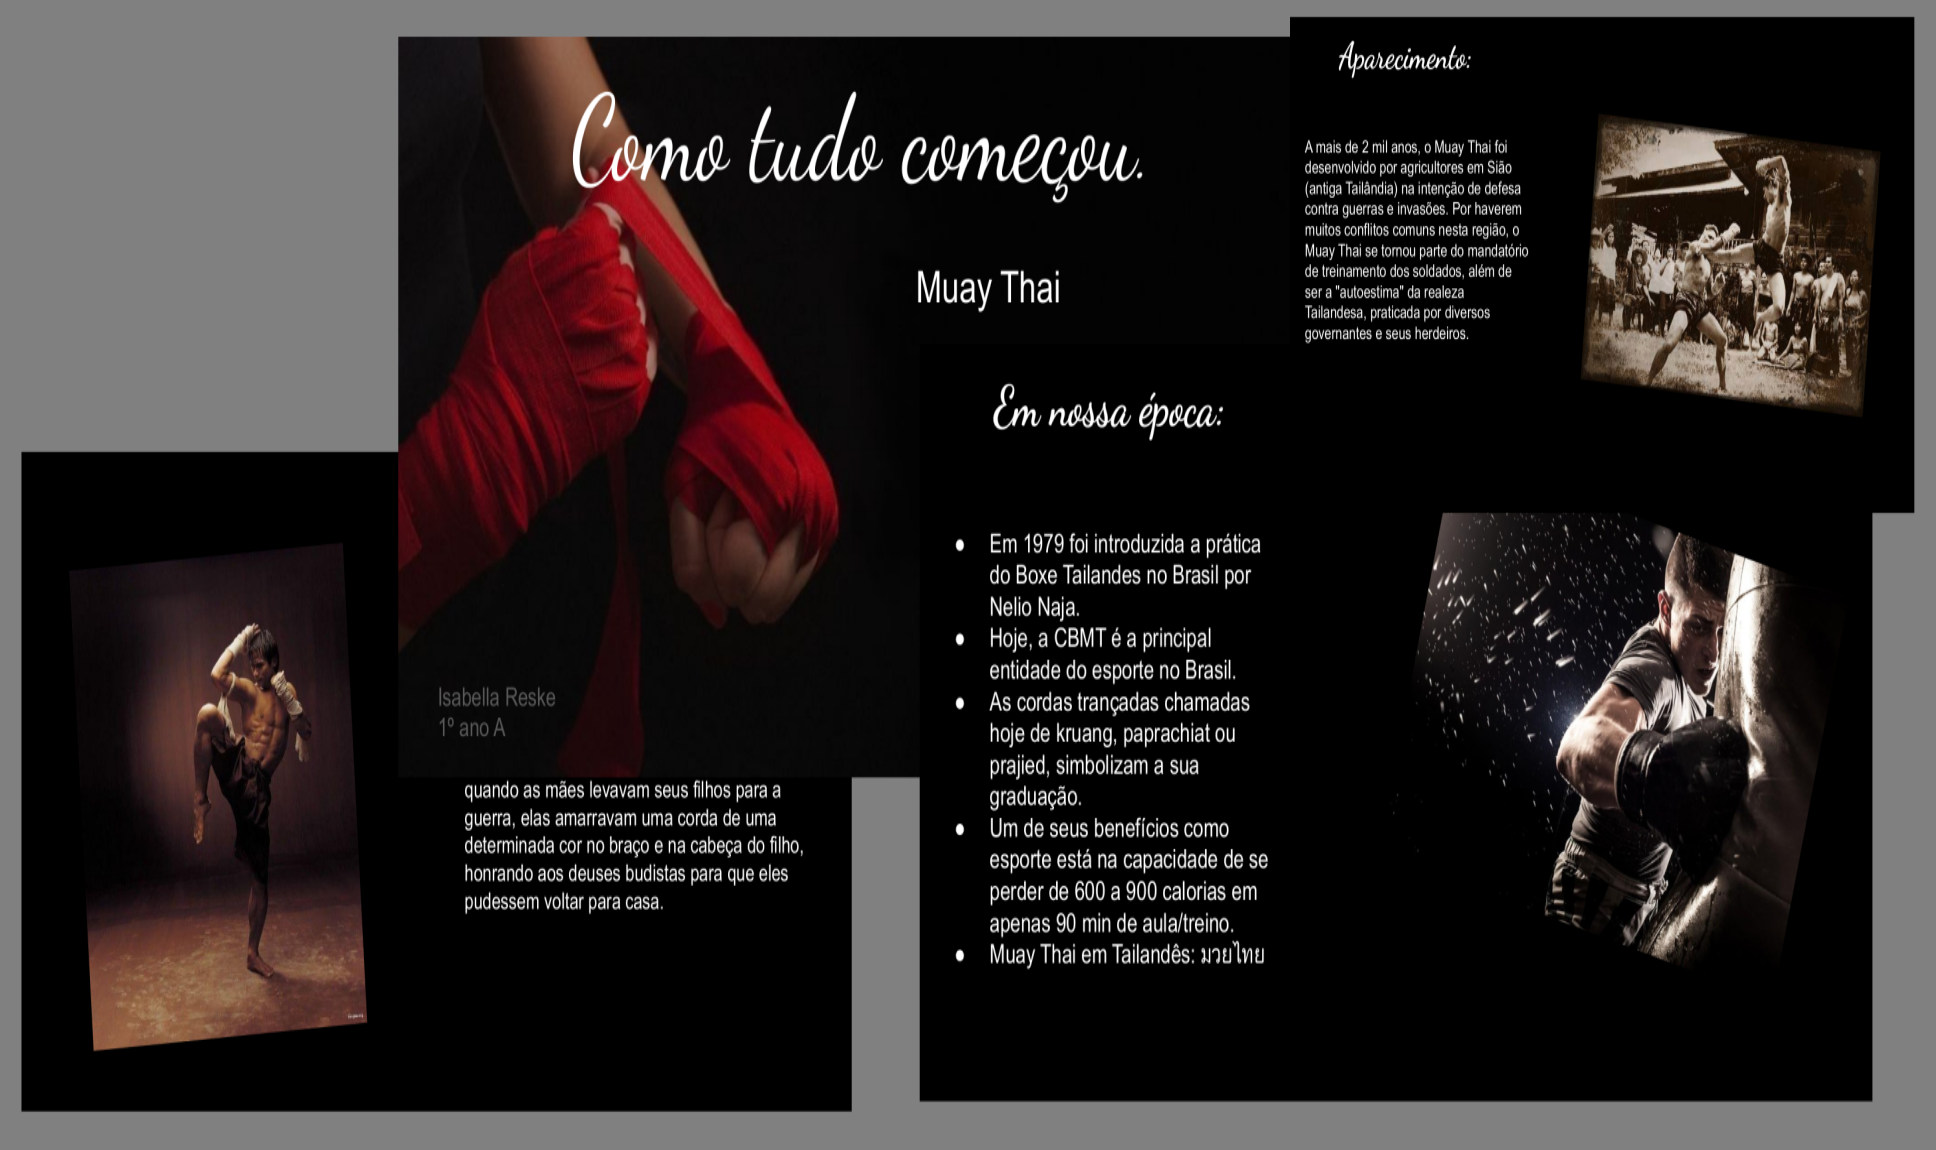 Como tudo começou.
Muay Thai
Isabella Reske
1º ano A
Aparecimento:
A mais de 2 mil anos, o Muay Thai foi
desenvolvido por agricultores em Sião
(antiga Tailândia) na intenção de defesa
contra guerras e invasões. Por haverem
muitos conflitos comuns nesta região, o
Muay Thai se tornou parte do mandatório
de treinamento dos soldados, além de
ser a "autoestima" da realeza
Tailandesa, praticada por diversos
governantes e seus herdeiros.
quando as mães levavam seus filhos para a
guerra, elas amarravam uma corda de uma
determinada cor no braço e na cabeça do filho,
honrando aos deuses budistas para que eles
pudessem voltar para casa.
Em nossa época:
● Em 1979 foi introduzida a prática
do Boxe Tailandes no Brasil por
Nelio Naja.
● Hoje, a CBMT é a principal
entidade do esporte no Brasil.
● As cordas trançadas chamadas
hoje de kruang, paprachiat ou
prajied, simbolizam a sua
graduação.
● Um de seus benefícios como
esporte está na capacidade de se
perder de 600 a 900 calorias em
apenas 90 min de aula/treino.
● Muay Thai em Tailandês: มวยไทย